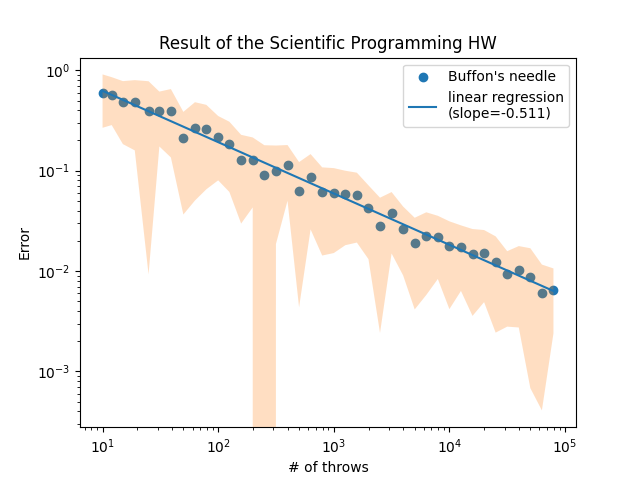 Result of the Scientific Programming HW
Buffon's needle
linear regression
(slope=-0.511)
Error
10⁰
10⁻¹
10⁻²
10⁻³
10¹
10²
10³
10⁴
10⁵
# of throws